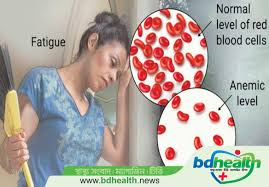 Normal
level of red
blood cells
Fatigue
Anemic
level
bdhealth
স্বাস্থ্য সংবাদ-ম্যাগাজিন-টিভি
www.bdhealth.news